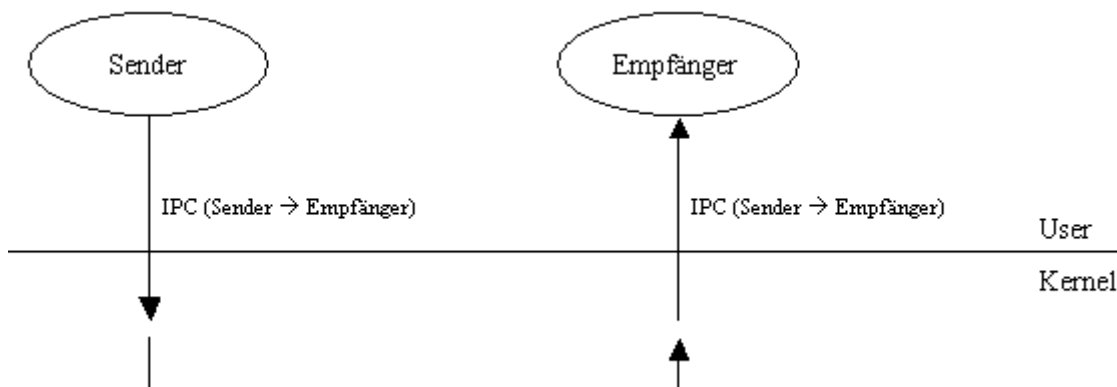 Sender
Empfänger
IPC (Sender → Empfänger)
IPC (Sender → Empfänger)
User
Kernel